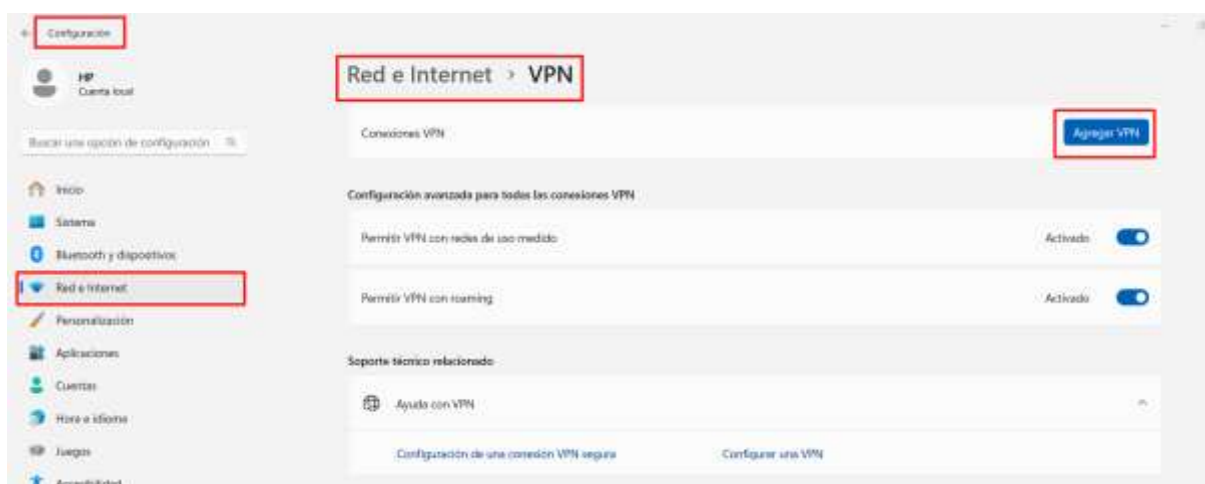 Configuración
HP
Cuenta local
Buscar una opción de configuración
Inicio
Sistema
Bluetooth y dispositivos
Red e Internet
Personalización
Aplicaciones
Cuentas
Hora e idioma
Juegos
Accesibilidad
Red e Internet > VPN
Conexiones VPN
Agregar VPN
Configuración avanzada para todas las conexiones VPN
Permitir VPN con redes de uso medido
Activado
Permitir VPN con roaming
Activado
Soporte técnico relacionado
Ayuda con VPN
Configuración de una conexión VPN segura
Configurar una VPN